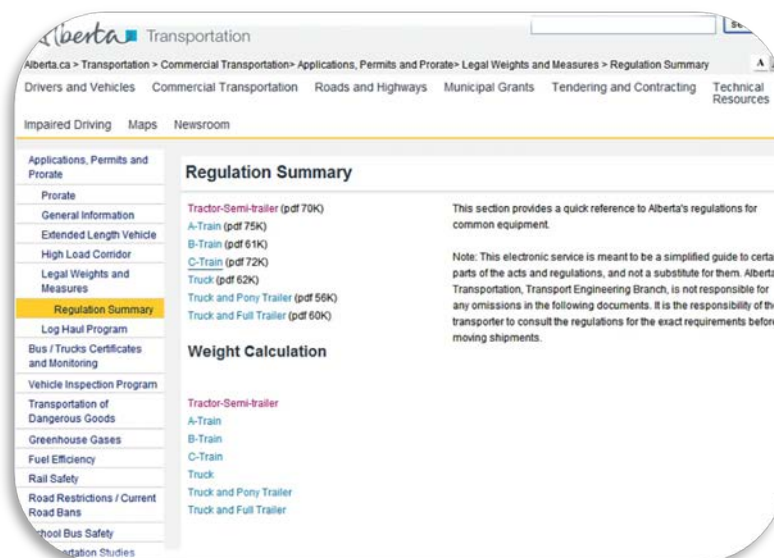 Alberta Transportation
Alberta.ca > Transportation > Commercial Transportation> Applications, Permits and Prorate> Legal Weights and Measures > Regulation Summary A
Drivers and Vehicles Commercial Transportation Roads and Highways Municipal Grants Tendering and Contracting Technical
Resources
Impaired Driving Maps Newsroom
Applications, Permits and
Prorate
Prorate
General Information
Extended Length Vehicle
High Load Corridor
Legal Weights and
Measures
Regulation Summary
Log Haul Program
Bus / Trucks Certificates
and Monitoring
Vehicle Inspection Program
Transportation of
Dangerous Goods
Greenhouse Gases
Fuel Efficiency
Rail Safety
Road Restrictions / Current
Road Bans
School Bus Safety
Studies
Regulation Summary
Tractor-Semi-trailer (pdf 70K)
A-Train (pdf 75K)
B-Train (pdf 61K)
C-Train (pdf 72K)
Truck (pdf 62K)
Truck and Pony Trailer (pdf 56K)
Truck and Full Trailer (pdf 60K)
Weight Calculation
Tractor-Semi-trailer
A-Train
B-Train
C-Train
Truck
Truck and Pony Trailer
Truck and Full Trailer
This section provides a quick reference to Alberta's regulations for
common equipment.
Note: This electronic service is meant to be a simplified guide to
parts of the acts and regulations, and not a substitute for them. Alberta
Transportation, Transport Engineering Branch, is not responsible for
any omissions in the following documents. It is the responsibility of the
transporter to consult the regulations for the exact requirements before
moving shipments.